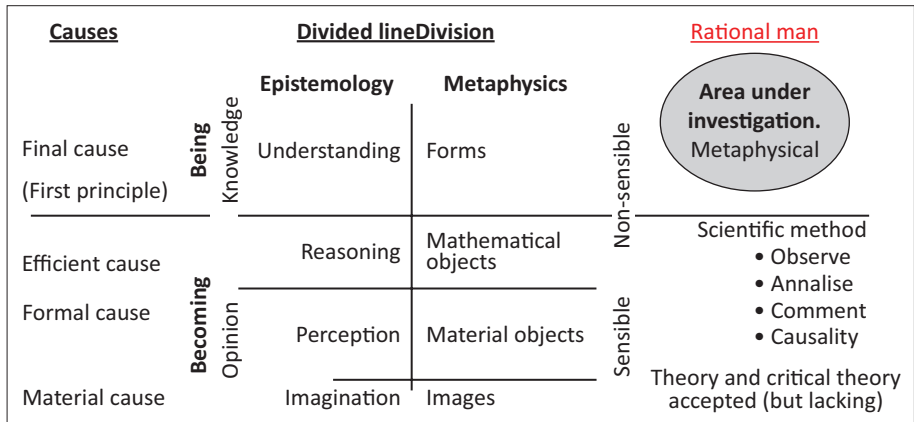 Causes
Divided lineDivision
Rational man
Epistemology
Metaphysics
Area under
investigation.
Metaphysical
Final cause
(First principle)
Being
Knowledge
Understanding
Forms
Non-sensible
Efficient cause
Formal cause
Material cause
Becoming
Opinion
Reasoning
Mathematical
objects
Perception
Material objects
Imagination
Images
Sensible
Scientific method
• Observe
• Annalise
• Comment
• Causality
Theory and critical theory
accepted (but lacking)